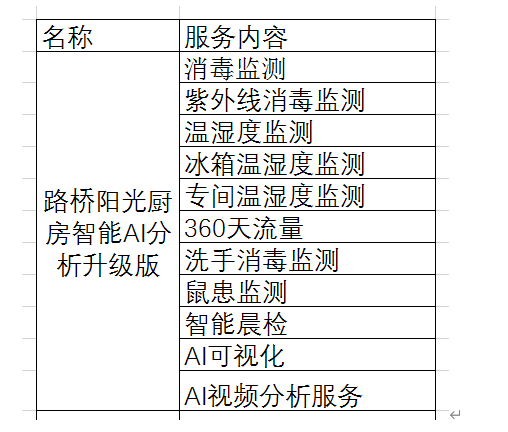 名称
服务内容
消毒监测
紫外线消毒监测
温湿度监测
冰箱温湿度监测
专间温湿度监测
路桥阳光厨
房智能AI分
析升级版
360天流量
洗手消毒监测
鼠患监测
智能晨检
AI可视化
AI视频分析服务